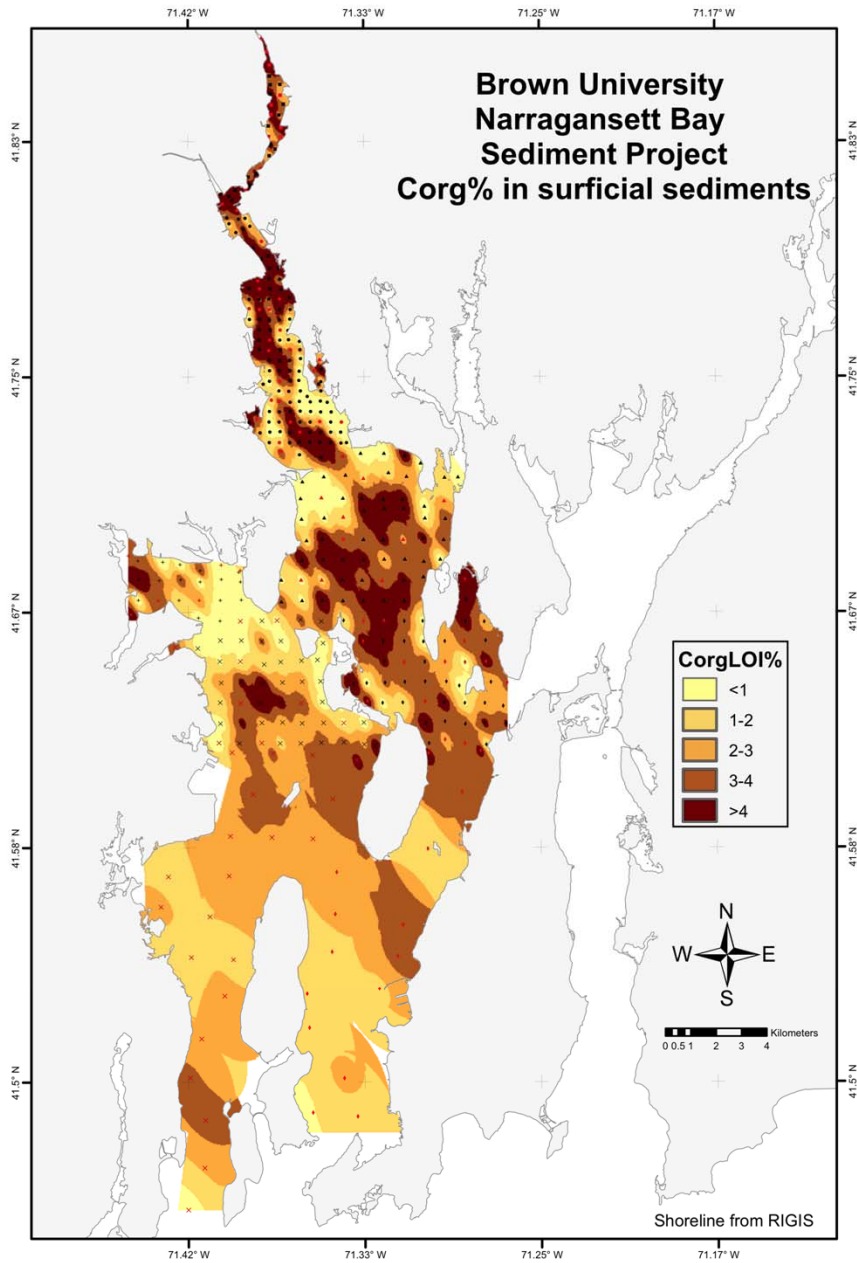 71.42° W 71.33° W 71.25° W 71.17° W
Brown University
Narragansett Bay
Sediment Project
Corg% in surficial sediments
41.83° N 41.83° N
41.75° N 41.75° N
41.67° N 41.67° N
CorgLOI%
<1
1-2
2-3
3-4
>4
41.58° N 41.58° N
N
W E
S
Kilometers
0 0.5 1 2 3 4
41.5° N 41.5° N
Shoreline from RIGIS
71.42° W 71.33° W 71.25° W 71.17° W